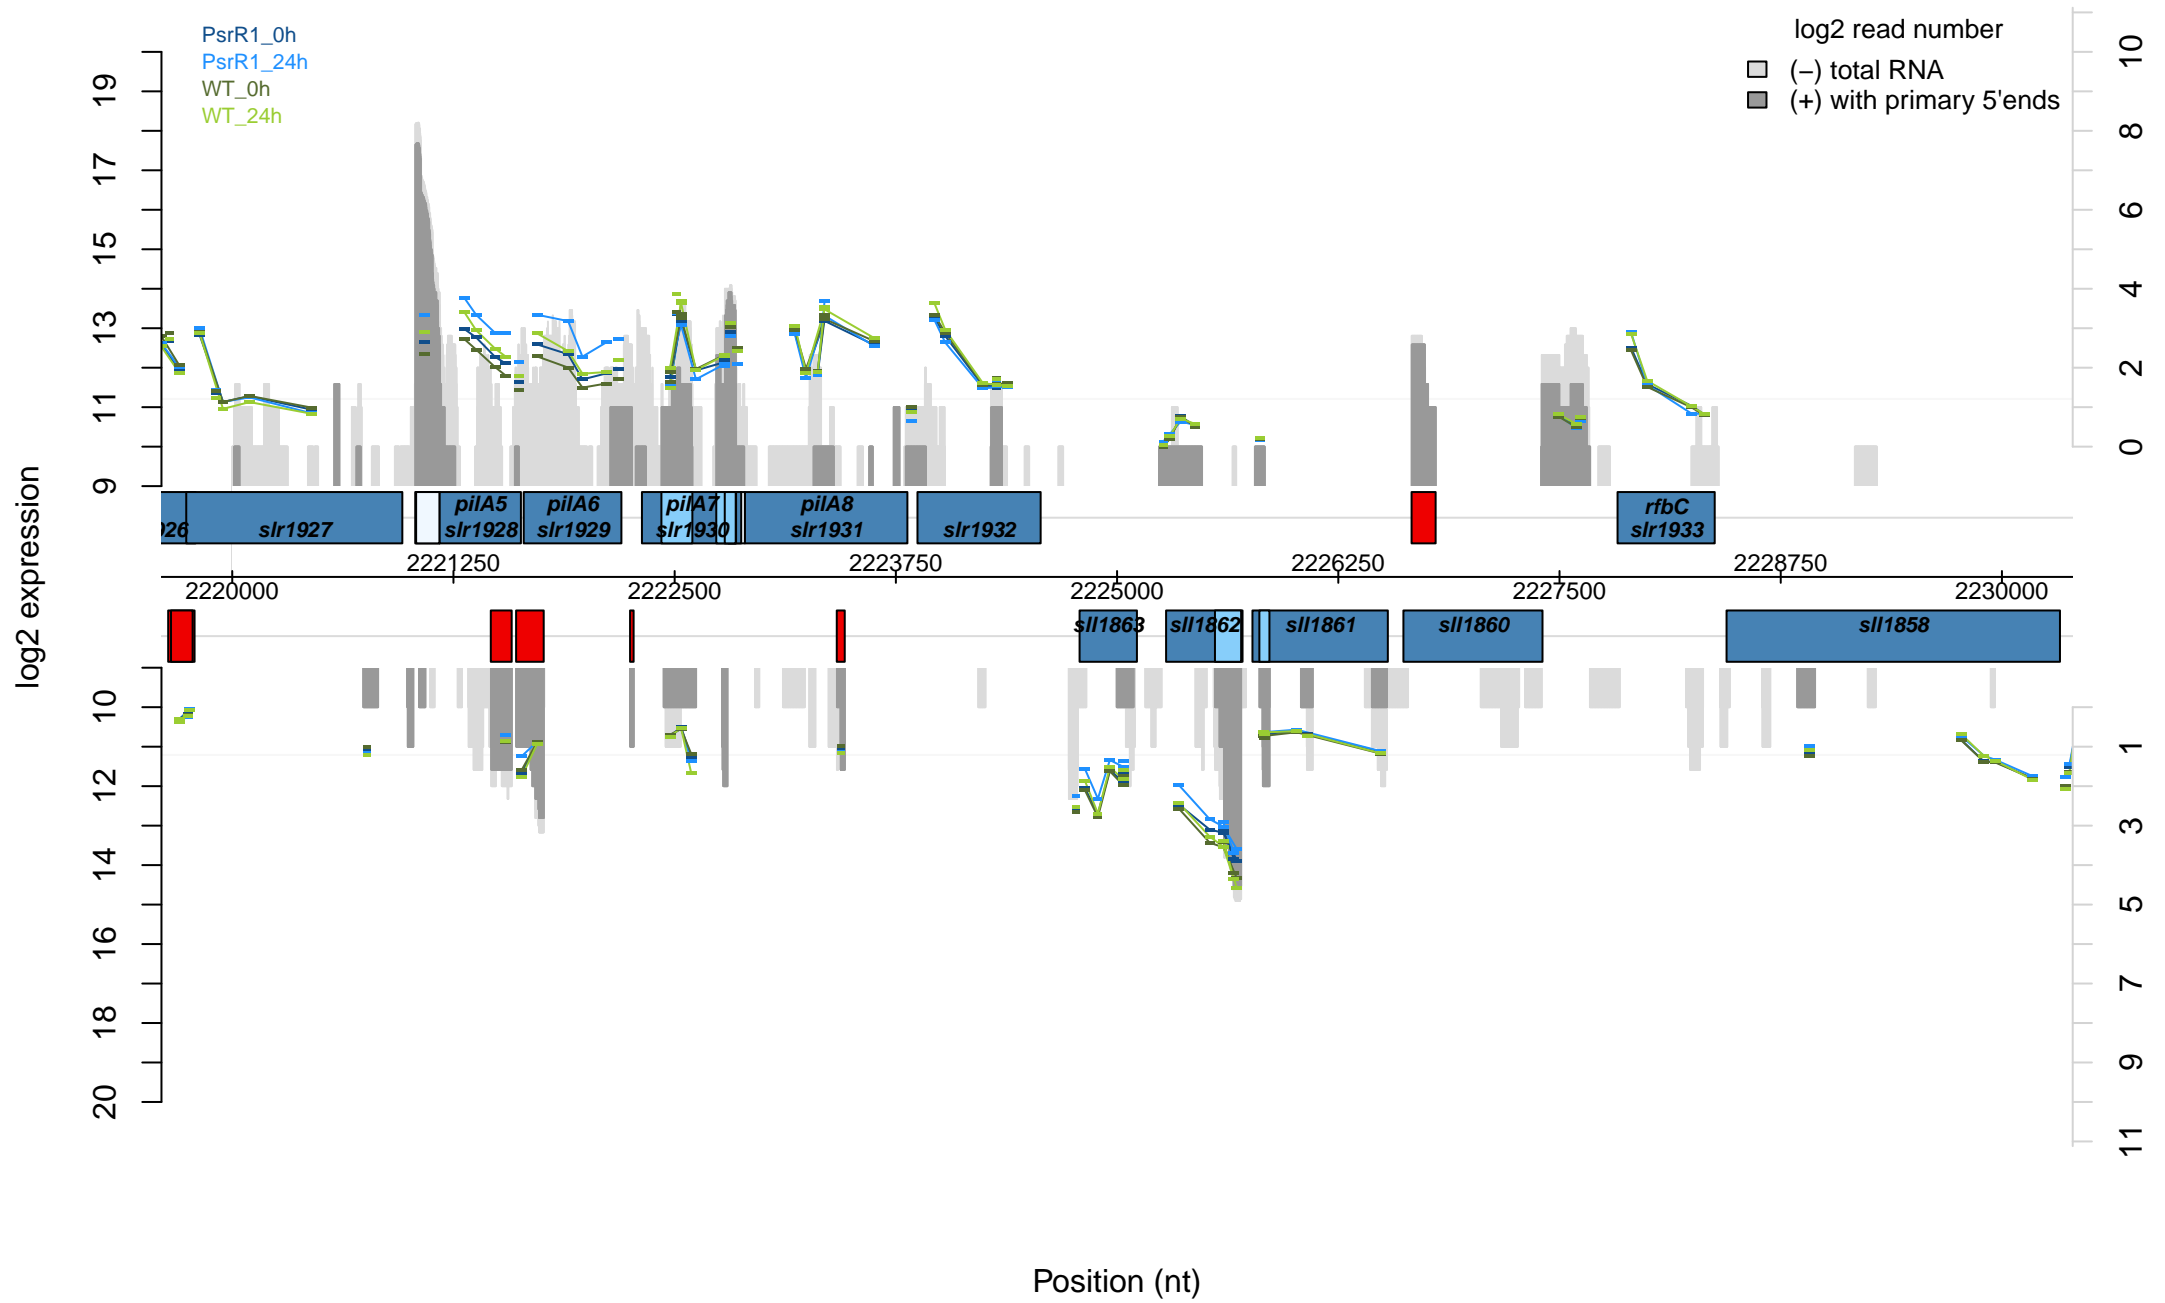 PsrR1_0h
PsrR1_24h
WT_0h
WT_24h
log2 read number
(−) total RNA
(+) with primary 5'ends
19
17
15
13
11
9
10
8
6
4
2
0
log2 expression
926
slr1927
pilA5
slr1928
pilA6
slr1929
pilA7
slr1930
pilA8
slr1931
slr1932
rfbC
slr1933
2221250
2223750
2226250
2228750
2220000
2222500
2225000
2227500
2230000
sll1863
sll1862
sll1861
sll1860
sll1858
10
12
14
16
18
20
1
3
5
7
9
11
Position (nt)